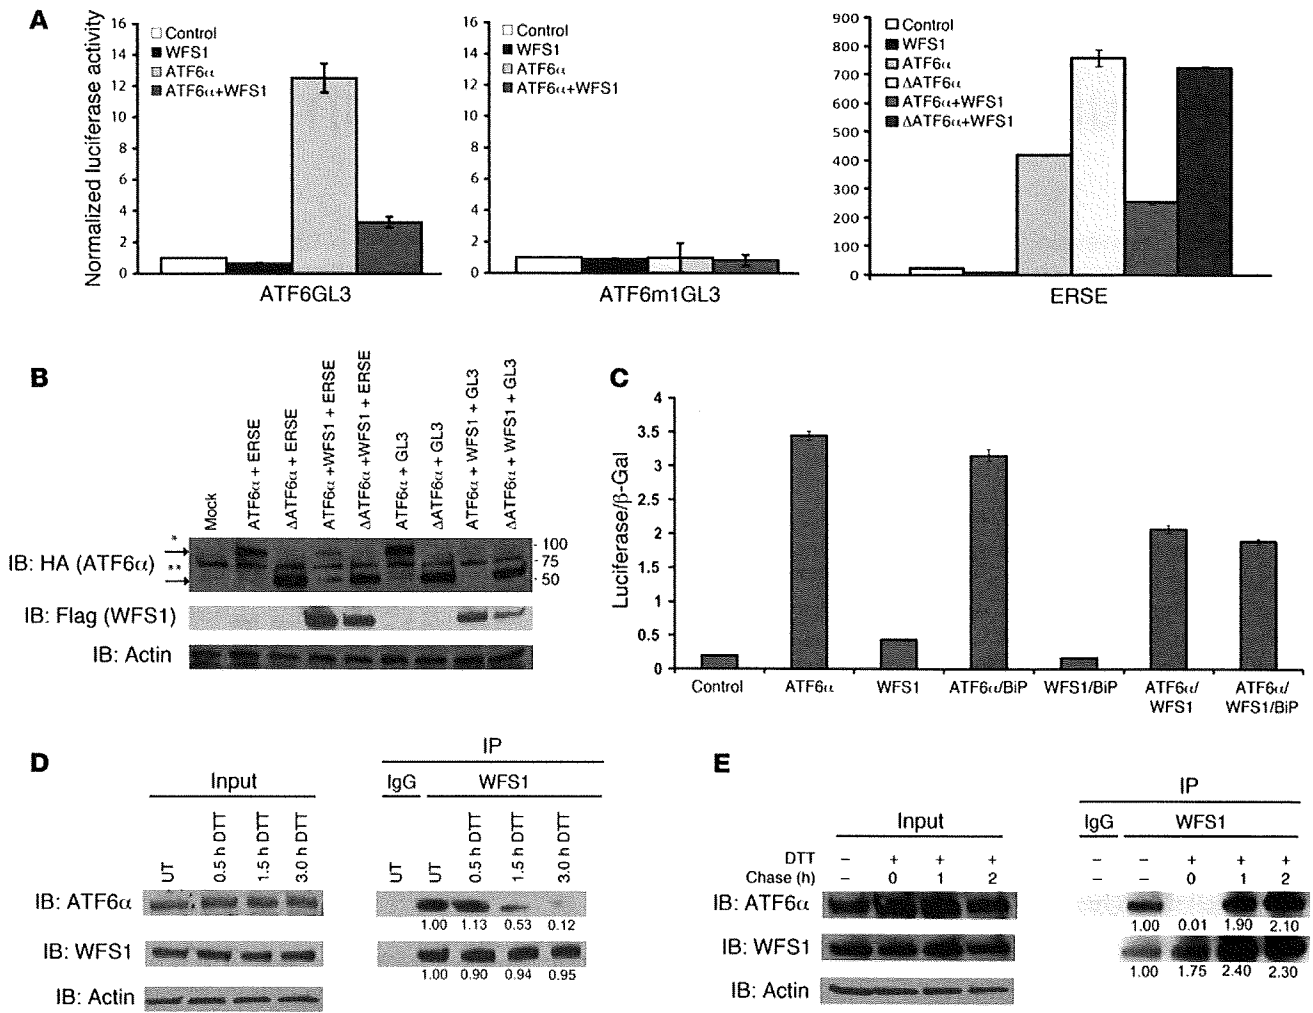 A
Normalized luciferase activity
16
14
12
10
8
6
4
2
0
Control
WFS1
ATF6α
ATF6α+WFS1
ATF6GL3
16
14
12
10
8
6
4
2
0
Control
WFS1
ATF6α
ATF6α+WFS1
ATF6m1GL3
900
800
700
600
500
400
300
200
100
0
Control
WFS1
ATF6α
ΔATF6α
ATF6α+WFS1
ΔATF6α+WFS1
ERSE
B
Mock
ATF6α + ERSE
ΔATF6α + ERSE
ATF6α +WFS1 + ERSE
ΔATF6α +WFS1 + ERSE
ATF6α + GL3
ΔATF6α + GL3
ATF6α + WFS1 + GL3
ΔATF6α + WFS1 + GL3
*
**
IB: HA (ATF6α)
100
75
50
IB: Flag (WFS1)
IB: Actin
C
Luciferase/β-Gal
4
3.5
3
2.5
2
1.5
1
0.5
0
Control
ATF6α
WFS1
ATF6α/BiP
WFS1/BiP
ATF6α/
WFS1
ATF6α/
WFS1/BiP
D
Input
IP
IgG
WFS1
UT
0.5 h DTT
1.5 h DTT
3.0 h DTT
UT
UT
0.5 h DTT
1.5 h DTT
3.0 h DTT
IB: ATF6α
1.00 1.13 0.53 0.12
IB: WFS1
1.00 0.90 0.94 0.95
IB: Actin
E
Input
IP
IgG
WFS1
DTT − + + + − − + + +
Chase (h) − 0 1 2 − − 0 1 2
IB: ATF6α
1.00 0.01 1.90 2.10
IB: WFS1
1.00 1.75 2.40 2.30
IB: Actin